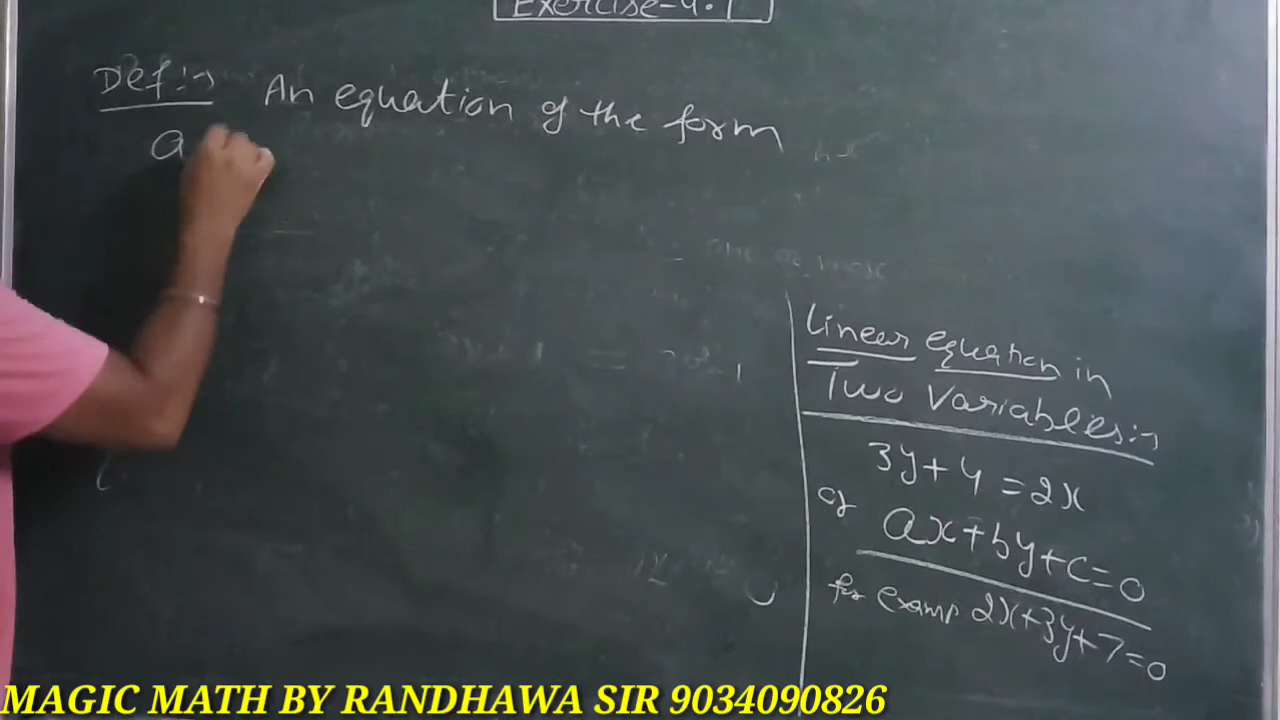 Exercise-4.1
Def:→ An equation of the form
a
Linear equation in
Two Variables:→
3y+4=2x
or ax+by+c=0
for examp 2x+3y+7=0
MAGIC MATH BY RANDHAWA SIR 9034090826